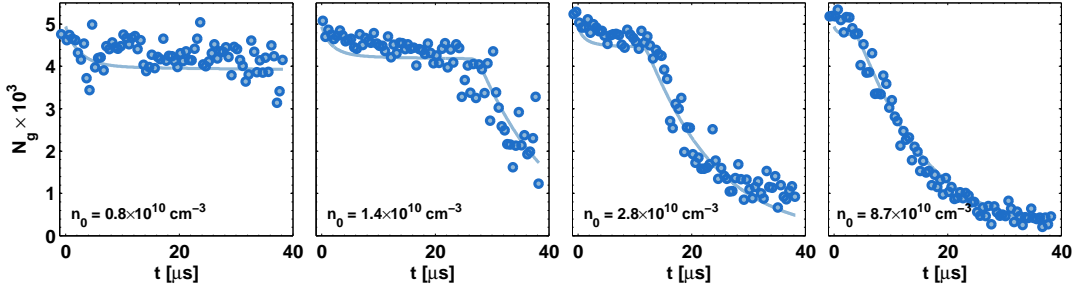 5
4
3
2
1
0
N_g × 10^3
n_0 = 0.8×10^10 cm^−3
n_0 = 1.4×10^10 cm^−3
n_0 = 2.8×10^10 cm^−3
n_0 = 8.7×10^10 cm^−3
0 20 40 0 20 40 0 20 40 0 20 40
t [μs] t [μs] t [μs] t [μs]